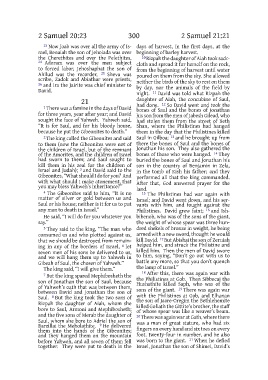 2 Samuel 20:23
300
2 Samuel 21:21
23 Now Joab was over all the army of Is-
rael, Benaiah the son of Jehoiada was over
the Cherethites and over the Pelethites,
24 Adoram was over the men subject
to forced labor, Jehoshaphat the son of
Ahilud was the recorder, 25 Sheva was
scribe, Zadok and Abiathar were priests,
26 and Ira the Jairite was chief minister to
David.
21
1 There was a famine in the days of David
for three years, year after year; and David
sought the face of Yahweh. Yahweh said,
"It is for Saul, and for his bloody house,
because he put the Gibeonites to death."
2 The king called the Gibeonites and said
to them (now the Gibeonites were not of
the children of Israel, but of the remnant
of the Amorites, and the children of Israel
had sworn to them; and Saul sought to
kill them in his zeal for the children of
Israel and Judah); 3 and David said to the
Gibeonites, "What should I do for you? And
with what should I make atonement, that
you may bless Yahweh's inheritance?"
4 The Gibeonites said to him, "It is no
matter of silver or gold between us and
Saul or his house; neither is it for us to put
any man to death in Israel."
He said, "I will do for you whatever you
say."
5 They said to the king, "The man who
consumed us and who plotted against us,
that we should be destroyed from remain-
ing in any of the borders of Israel, 6 let
seven men of his sons be delivered to us,
and we will hang them up to Yahweh in
Gibeah of Saul, the chosen of Yahweh."
The king said, "I will give them."
7 But the king spared Mephibosheth the
son of Jonathan the son of Saul, because
of Yahweh's oath that was between them,
between David and Jonathan the son of
Saul. 8 But the king took the two sons of
Rizpah the daughter of Aiah, whom she
bore to Saul, Armoni and Mephibosheth;
and the five sons of Merab the daughter of
Saul, whom she bore to Adriel the son of
Barzillai the Meholathite. 9 He delivered
them into the hands of the Gibeonites;
and they hanged them on the mountain
before Yahweh, and all seven of them fell
together. They were put to death in the
days of harvest, in the first days, at the
beginning of barley harvest.
10 Rizpah the daughter of Aiah took sack-
cloth and spread it for herself on the rock,
from the beginning of harvest until water
poured on them from the sky. She allowed
neither the birds of the sky to rest on them
by day, nor the animals of the field by
night. 11 David was told what Rizpah the
daughter of Aiah, the concubine of Saul,
had done. 12 So David went and took the
bones of Saul and the bones of Jonathan
his son from the men of Jabesh Gilead, who
had stolen them from the street of Beth
Shan, where the Philistines had hanged
them in the day that the Philistines killed
Saul in Gilboa; 13 and he brought up from
there the bones of Saul and the bones of
Jonathan his son. They also gathered the
bones of those who were hanged. 14 They
buried the bones of Saul and Jonathan his
son in the country of Benjamin in Zela,
in the tomb of Kish his father; and they
performed all that the king commanded.
After that, God answered prayer for the
land.
15 The Philistines had war again with
Israel; and David went down, and his ser-
vants with him, and fought against the
Philistines. David grew faint; 16 and Ishbi-
benob, who was of the sons of the giant,
the weight of whose spear was three hun-
dred shekels of bronze in weight, he being
armed with a new sword, thought he would
kill David. 17 But Abishai the son of Zeruiah
helped him, and struck the Philistine and
killed him. Then the men of David swore
to him, saying, "Don't go out with us to
battle any more, so that you don't quench
the lamp of Israel."
18 After this, there was again war with
the Philistines at Gob. Then Sibbecai the
Hushathite killed Saph, who was of the
sons of the giant. 19 There was again war
with the Philistines at Gob, and Elhanan
the son of Jaare-Oregim the Bethlehemite
killed Goliath the Gittite's brother, the staff
of whose spear was like a weaver's beam.
20 There was again war at Gath, where there
was a man of great stature, who had six
fingers on every hand and six toes on every
foot, twenty-four in number, and he also
was born to the giant. 21 When he defied
Israel, Jonathan the son of Shimei, David's